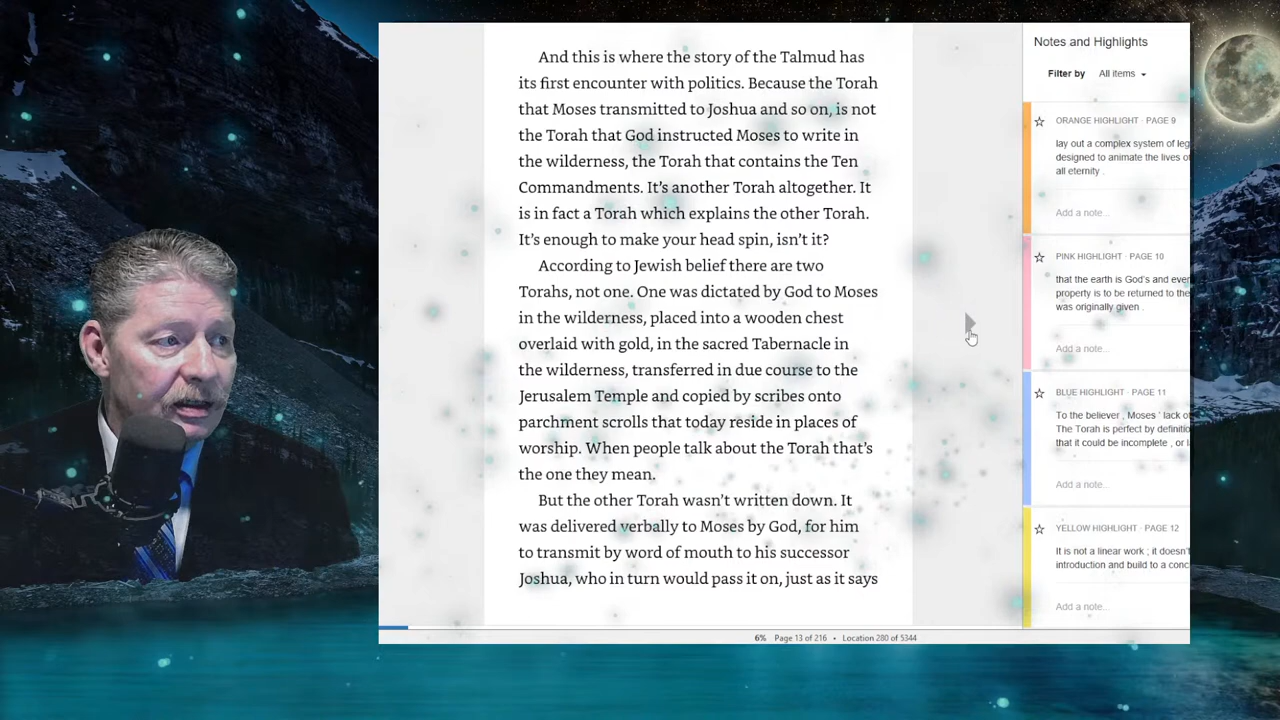 And this is where the story of the Talmud has
its first encounter with politics. Because the Torah
that Moses transmitted to Joshua and so on, is not
the Torah that God instructed Moses to write in
the wilderness, the Torah that contains the Ten
Commandments. It’s another Torah altogether. It
is in fact a Torah which explains the other Torah.
It’s enough to make your head spin, isn’t it?
According to Jewish belief there are two
Torahs, not one. One was dictated by God to Moses
in the wilderness, placed into a wooden chest
overlaid with gold, in the sacred Tabernacle in
the wilderness, transferred in due course to the
Jerusalem Temple and copied by scribes onto
parchment scrolls that today reside in places of
worship. When people talk about the Torah that’s
the one they mean.
But the other Torah wasn’t written down. It
was delivered verbally to Moses by God, for him
to transmit by word of mouth to his successor
Joshua, who in turn would pass it on, just as it says
6% Page 13 of 216 • Location 280 of 5344
Notes and Highlights
Filter by All items
ORANGE HIGHLIGHT · PAGE 9
lay out a complex system of leg
designed to animate the lives of
all eternity .
Add a note...
PINK HIGHLIGHT · PAGE 10
that the earth is God’s and ever
property is to be returned to the
was originally given .
Add a note...
BLUE HIGHLIGHT · PAGE 11
To the believer , Moses ’ lack of
The Torah is perfect by definitio
that it could be incomplete , or i
Add a note...
YELLOW HIGHLIGHT · PAGE 12
It is not a linear work ; it doesn’t
introduction and build to a conc
Add a note...